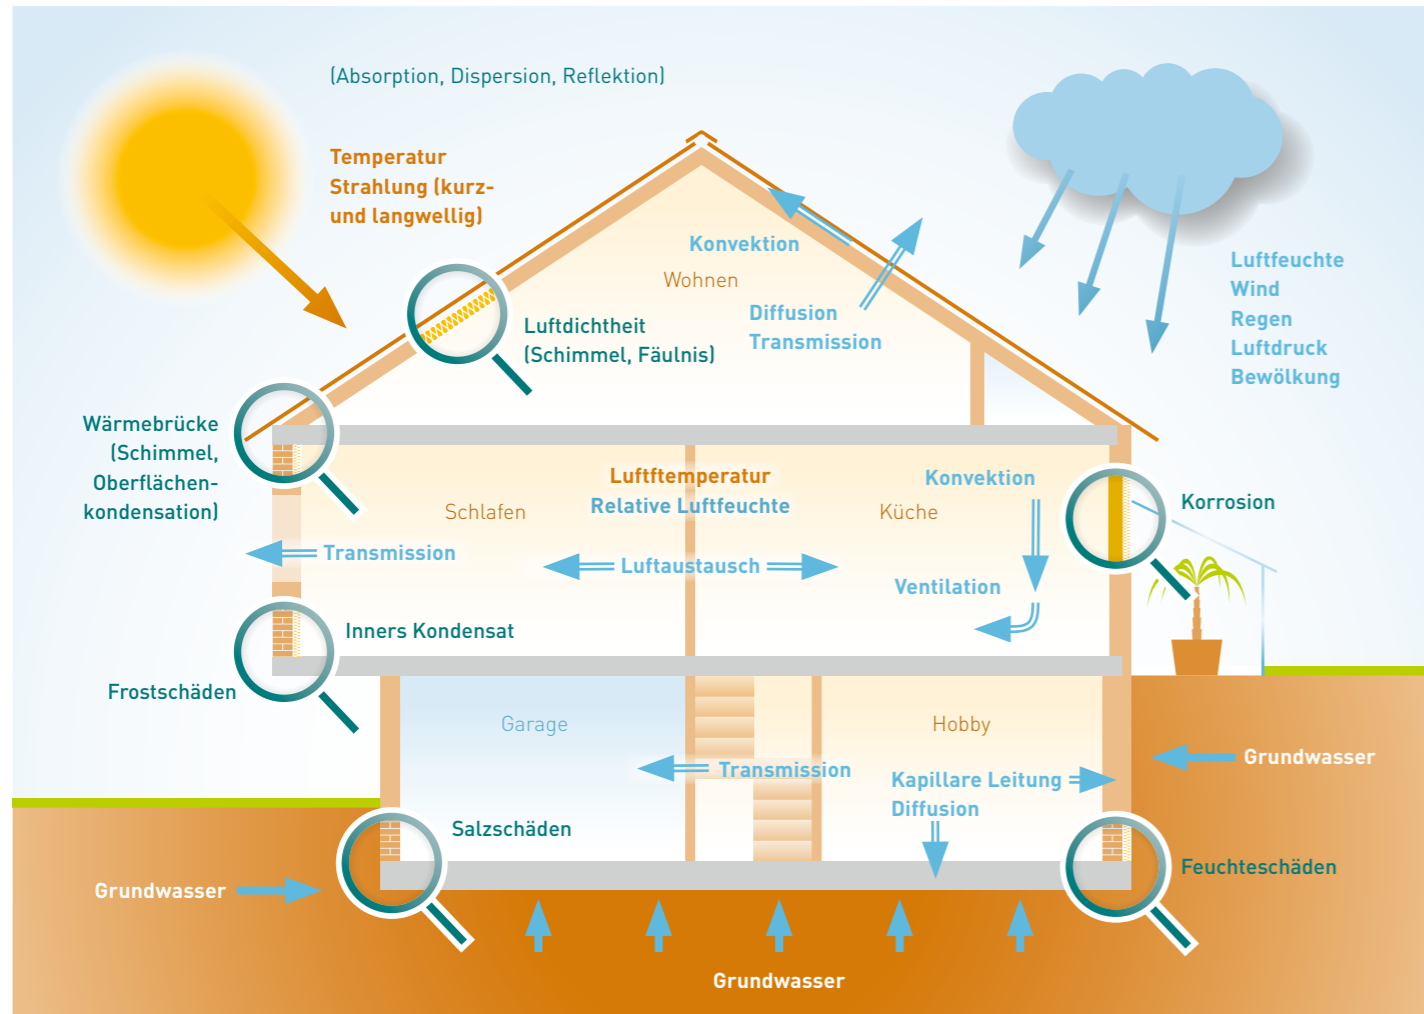 (Absorption, Dispersion, Reflektion)
Temperatur
Strahlung (kurz-
und langwellig)
Konvektion
Wohnen
Luftfeuchte
Wind
Regen
Luftdruck
Bewölkung
Diffusion
Transmission
Luftdichtheit
(Schimmel, Fäulnis)
Wärmebrücke
(Schimmel,
Oberflächen-
kondensation)
Luftftemperatur
Relative Luftfeuchte
Konvektion
Schlafen
Küche
Korrosion
Transmission
Luftaustausch
Ventilation
Inners Kondensat
Frostschäden
Garage
Hobby
Transmission
Grundwasser
Kapillare Leitung
Diffusion
Salzschäden
Feuchteschäden
Grundwasser
Grundwasser